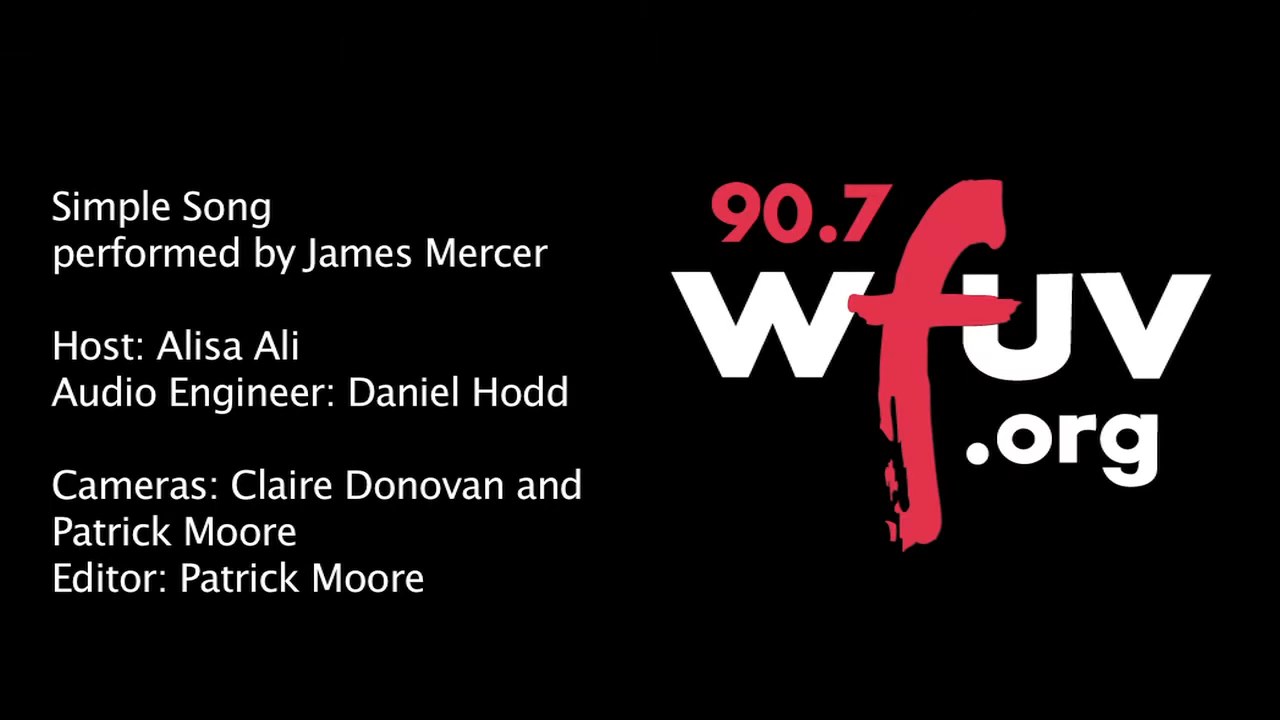 Simple Song
performed by James Mercer
Host: Alisa Ali
Audio Engineer: Daniel Hodd
Cameras: Claire Donovan and
Patrick Moore
Editor: Patrick Moore
90.7
wfuv
.org